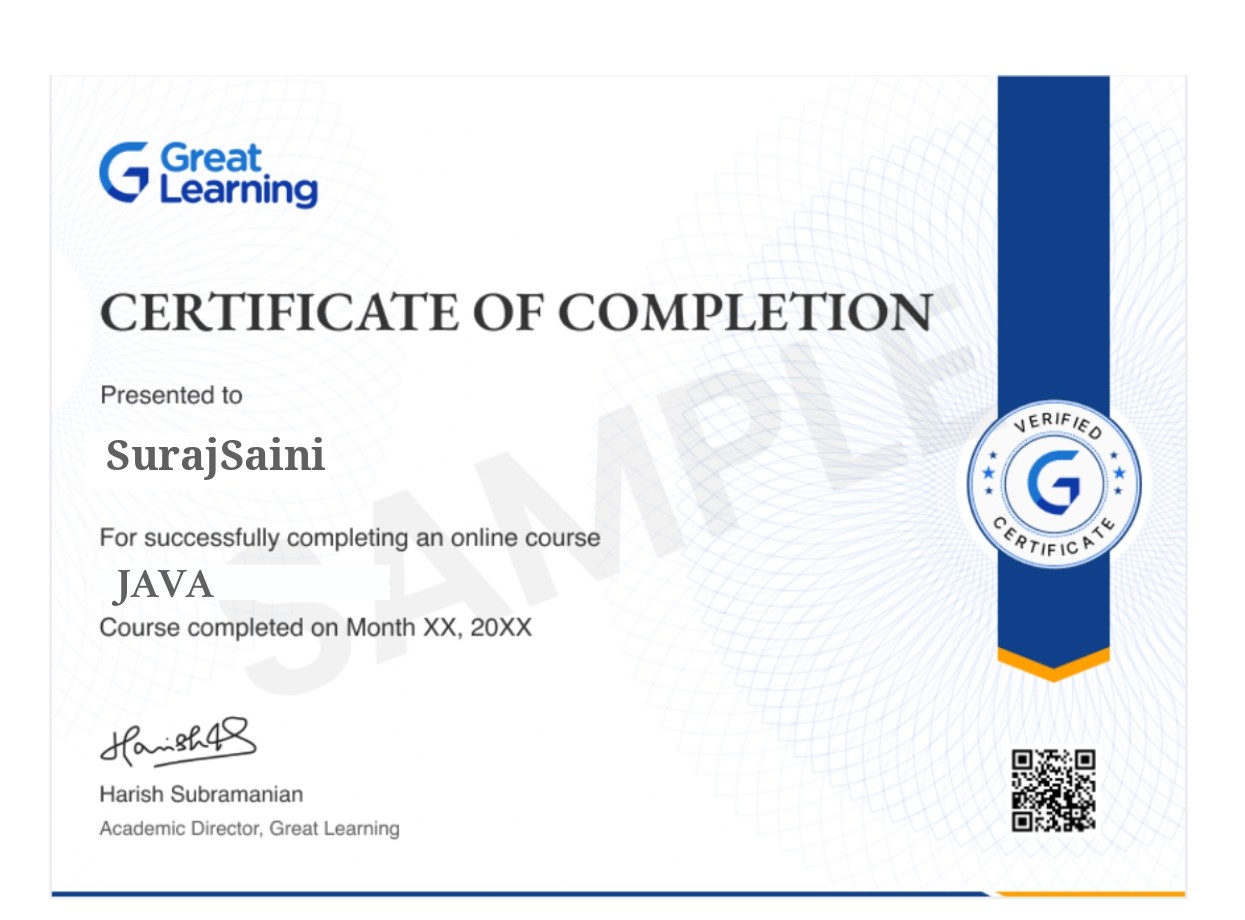 Great
Learning
CERTIFICATE OF COMPLETION
Presented to
SurajSaini
For successfully completing an online course
JAVA
Course completed on Month XX, 20XX
SAMPLE
VERIFIED
G
CERTIFICATE
Harish Subramanian
Academic Director, Great Learning